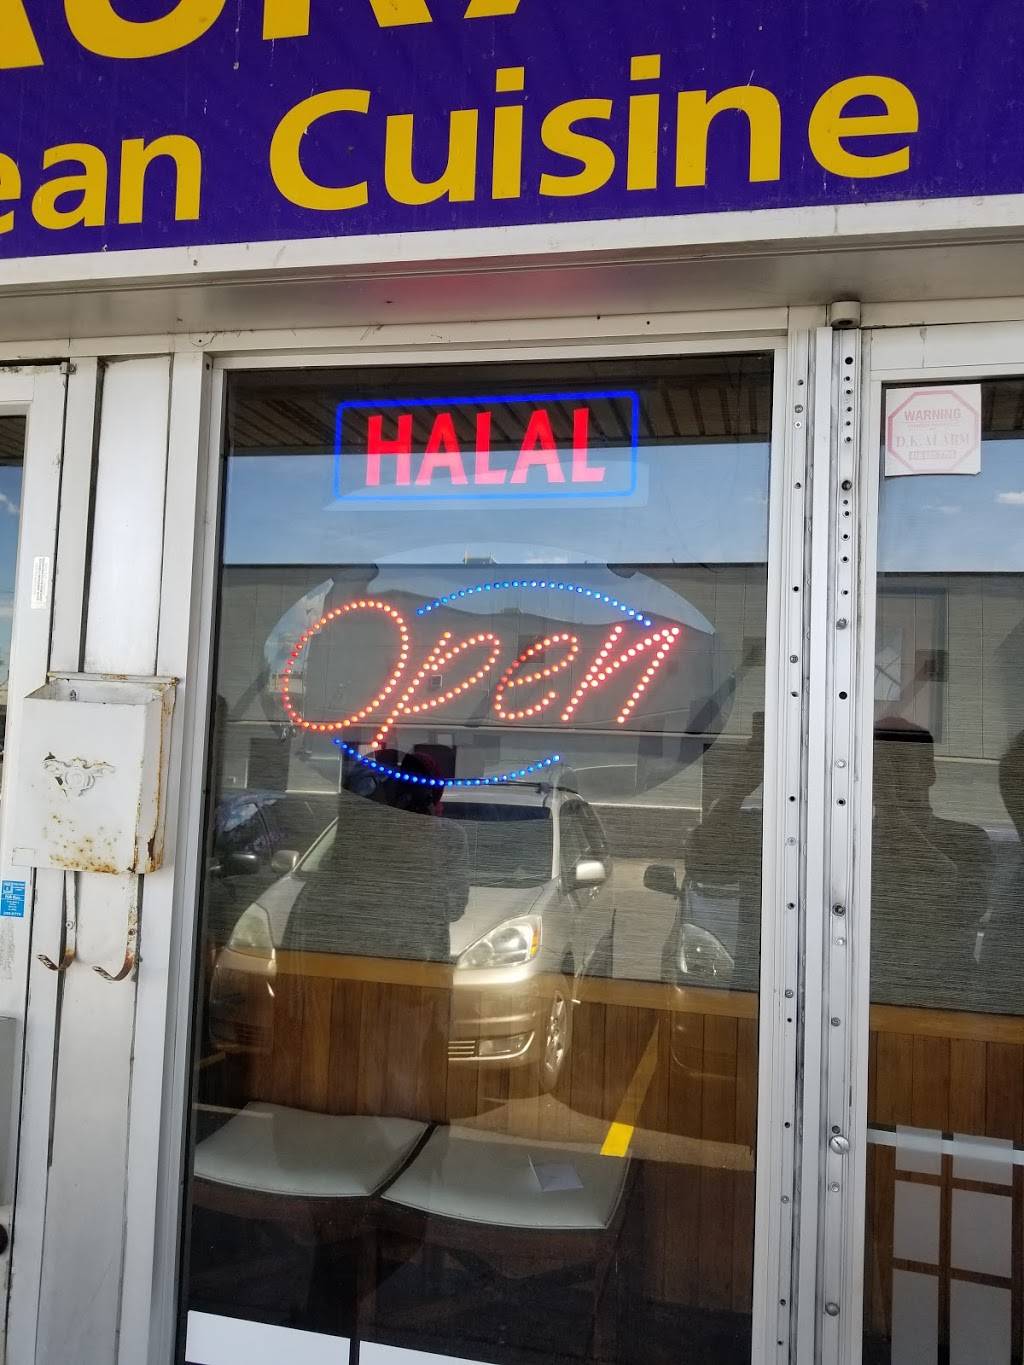 ean Cuisine
HALAL
Open
WARNING
D.K. ALARM